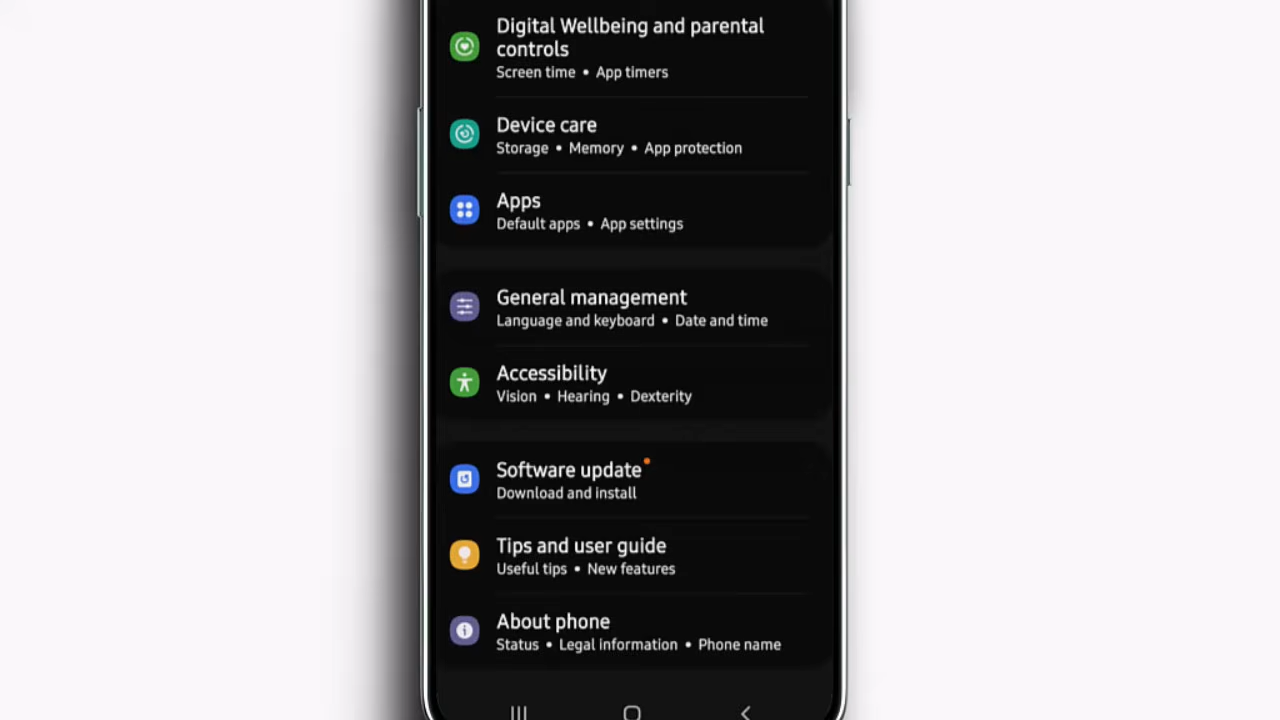 Digital Wellbeing and parental
controls
Screen time • App timers
Device care
Storage • Memory • App protection
Apps
Default apps • App settings
General management
Language and keyboard • Date and time
Accessibility
Vision • Hearing • Dexterity
Software update
Download and install
Tips and user guide
Useful tips • New features
About phone
Status • Legal information • Phone name